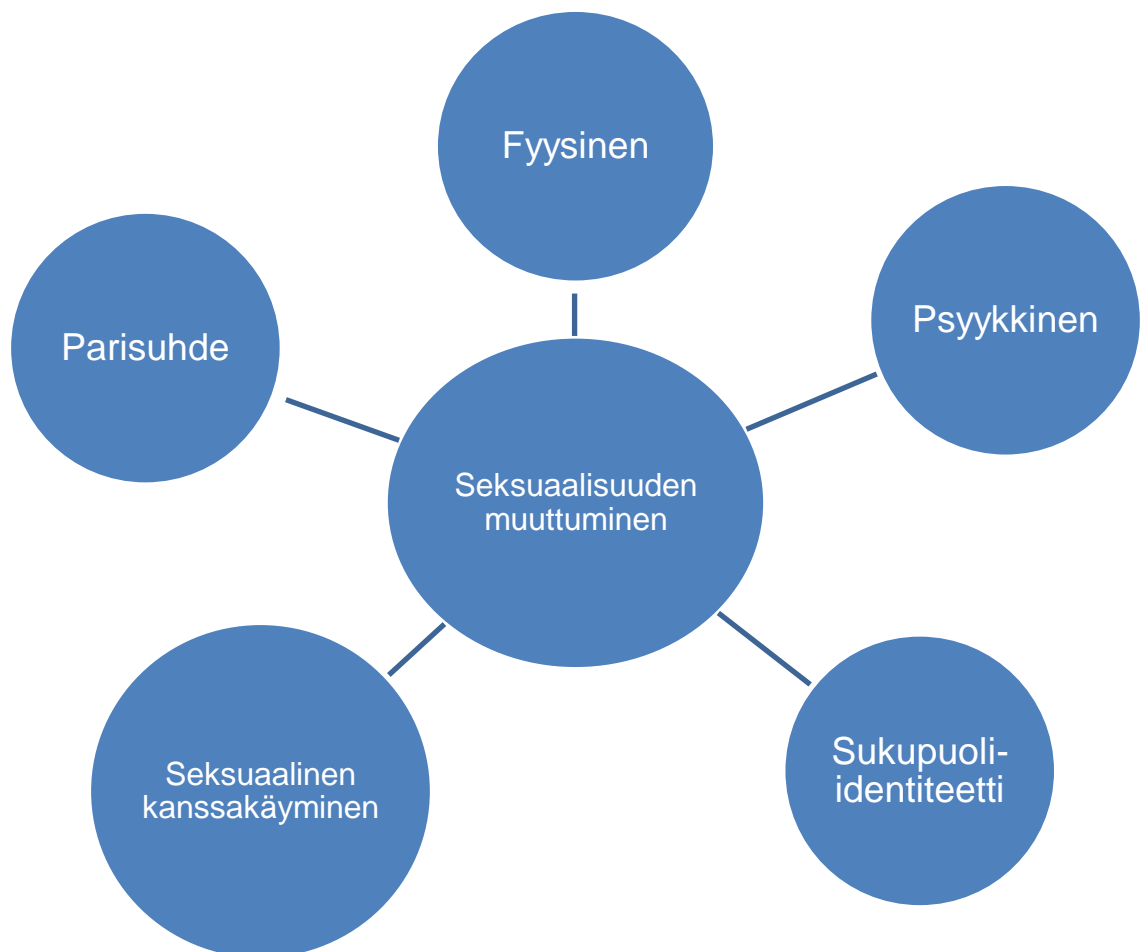 Fyysinen
Psyykkinen
Parisuhde
Seksuaalisuuden
muuttuminen
Sukupuoli-
identiteetti
Seksuaalinen
kanssakäyminen